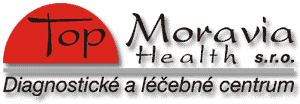 Top Moravia
Health s.r.o.
Diagnostické a léčebné centrum